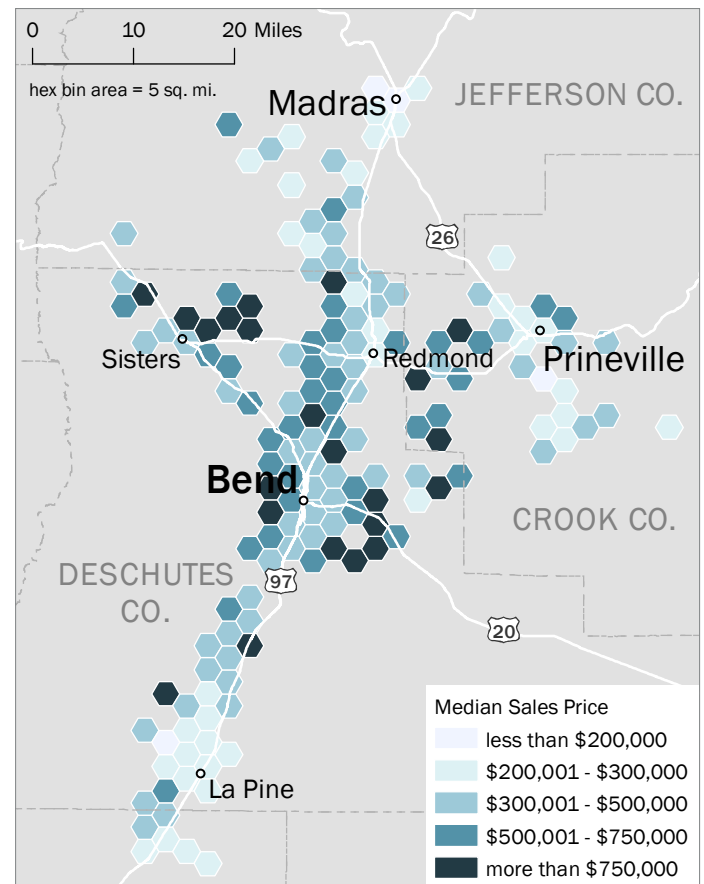 0 10 20 Miles
hex bin area = 5 sq. mi.
Madras
JEFFERSON CO.
26
Sisters
Redmond
Prineville
Bend
CROOK CO.
DESCHUTES
CO.
97
20
La Pine
Median Sales Price
less than $200,000
$200,001 - $300,000
$300,001 - $500,000
$500,001 - $750,000
more than $750,000